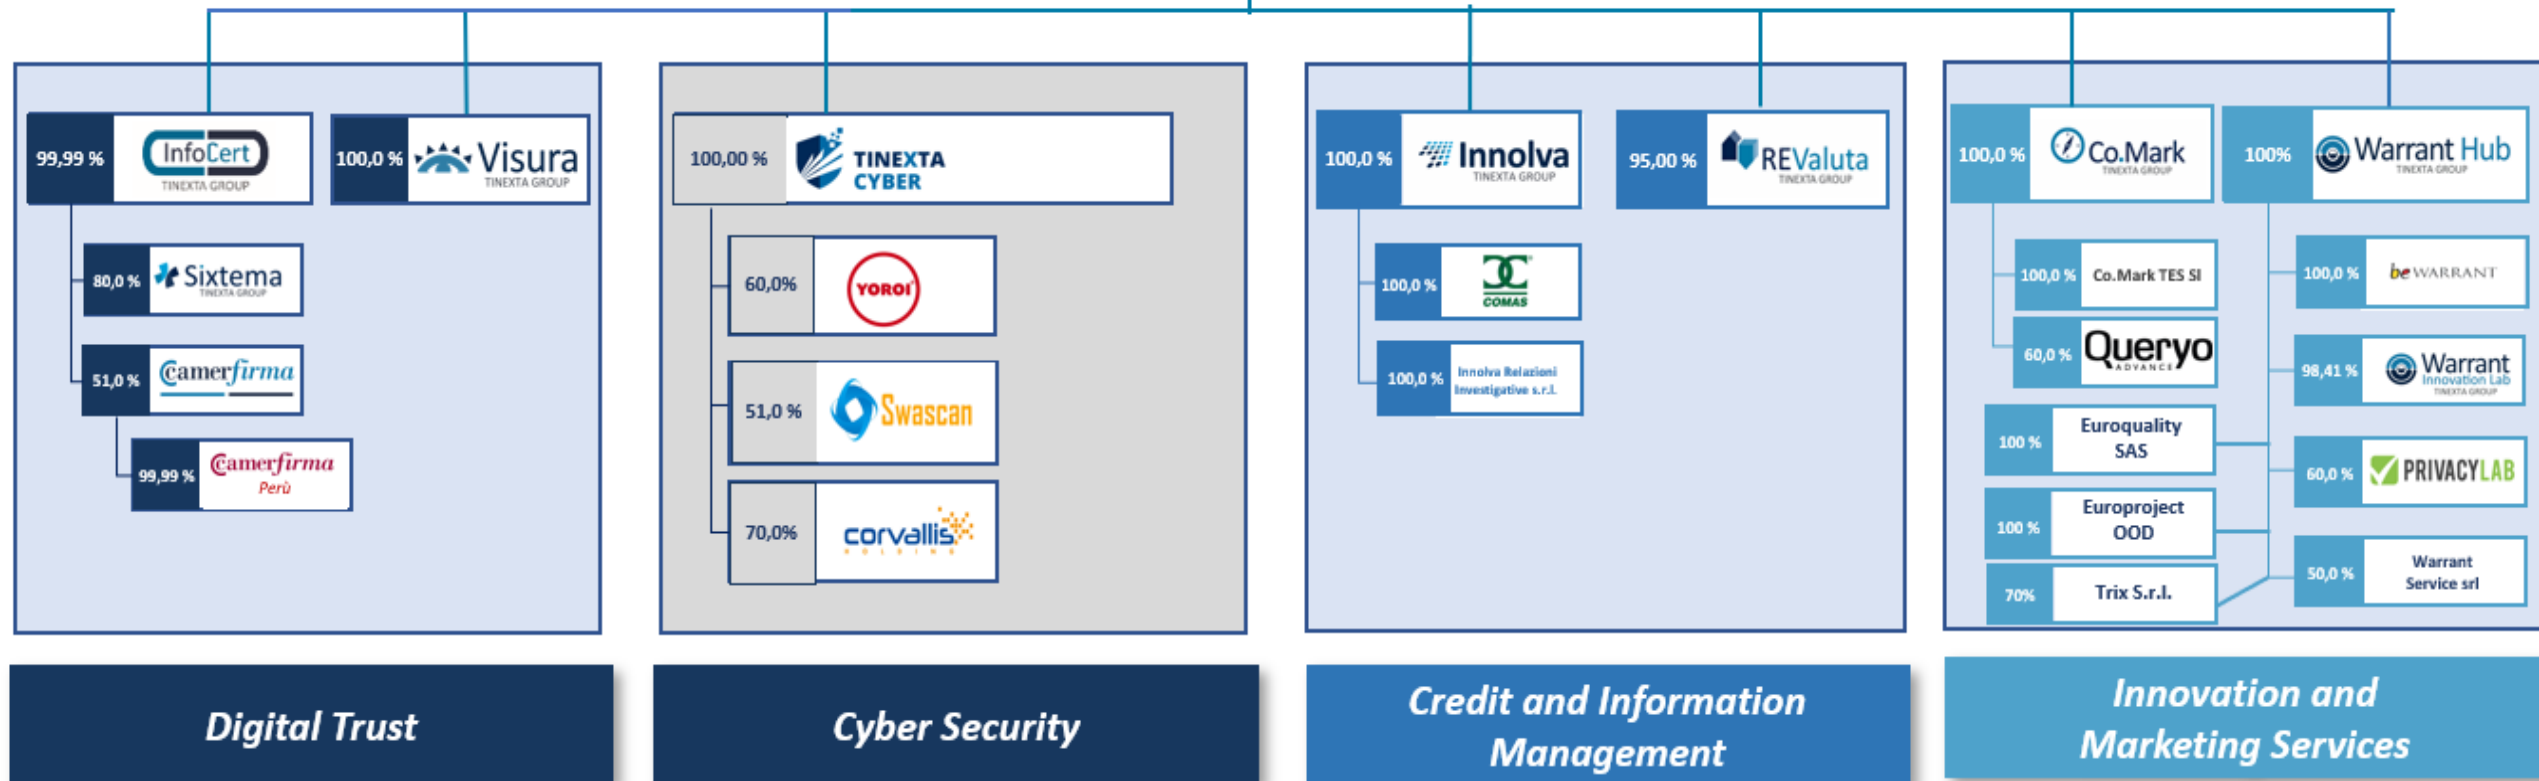 99,99 %
InfoCert
TINEXTA GROUP
100,0 %
Visura
TINEXTA GROUP
80,0 %
Sixtema
TINEXTA GROUP
51,0 %
Camerfirma
99,99 %
Camerfirma
Perù
Digital Trust
100,00 %
TINEXTA
CYBER
60,0%
YOROI
51,0 %
Swascan
70,0%
corvallis
HOLDING
Cyber Security
100,0 %
Innolva
TINEXTA GROUP
95,00 %
REValuta
TINEXTA GROUP
100,0 %
COMAS
100,0 %
Innolva Relazioni
Investigative s.r.l.
Credit and Information
Management
100,0 %
Co.Mark
TINEXTA GROUP
100%
Warrant Hub
TINEXTA GROUP
100,0 %
Co.Mark TES Sl
60,0 %
Queryo
ADVANCE
100 %
Euroquality
SAS
100 %
Europroject
OOD
70%
Trix S.r.l.
100,0 %
be WARRANT
98,41 %
Warrant
Innovation Lab
TINEXTA GROUP
60,0 %
PRIVACYLAB
50,0 %
Warrant
Service srl
Innovation and
Marketing Services